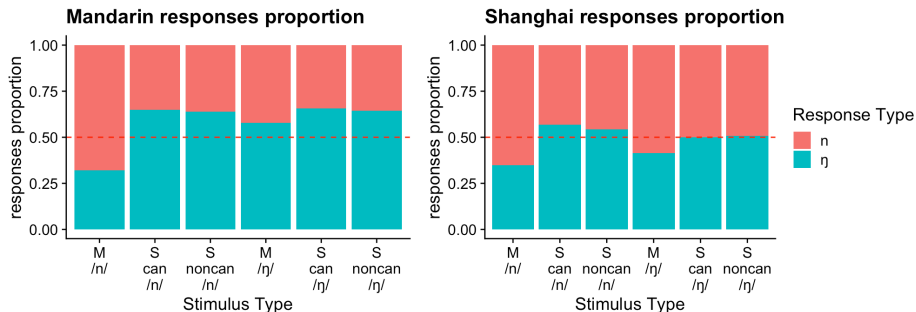 Mandarin responses proportion
responses proportion
1.00
0.75
0.50
0.25
0.00
M /n/
S can /n/
S noncan /n/
M /ŋ/
S can /ŋ/
S noncan /ŋ/
Stimulus Type
Shanghai responses proportion
responses proportion
1.00
0.75
0.50
0.25
0.00
M /n/
S can /n/
S noncan /n/
M /ŋ/
S can /ŋ/
S noncan /ŋ/
Stimulus Type
Response Type
n
ŋ